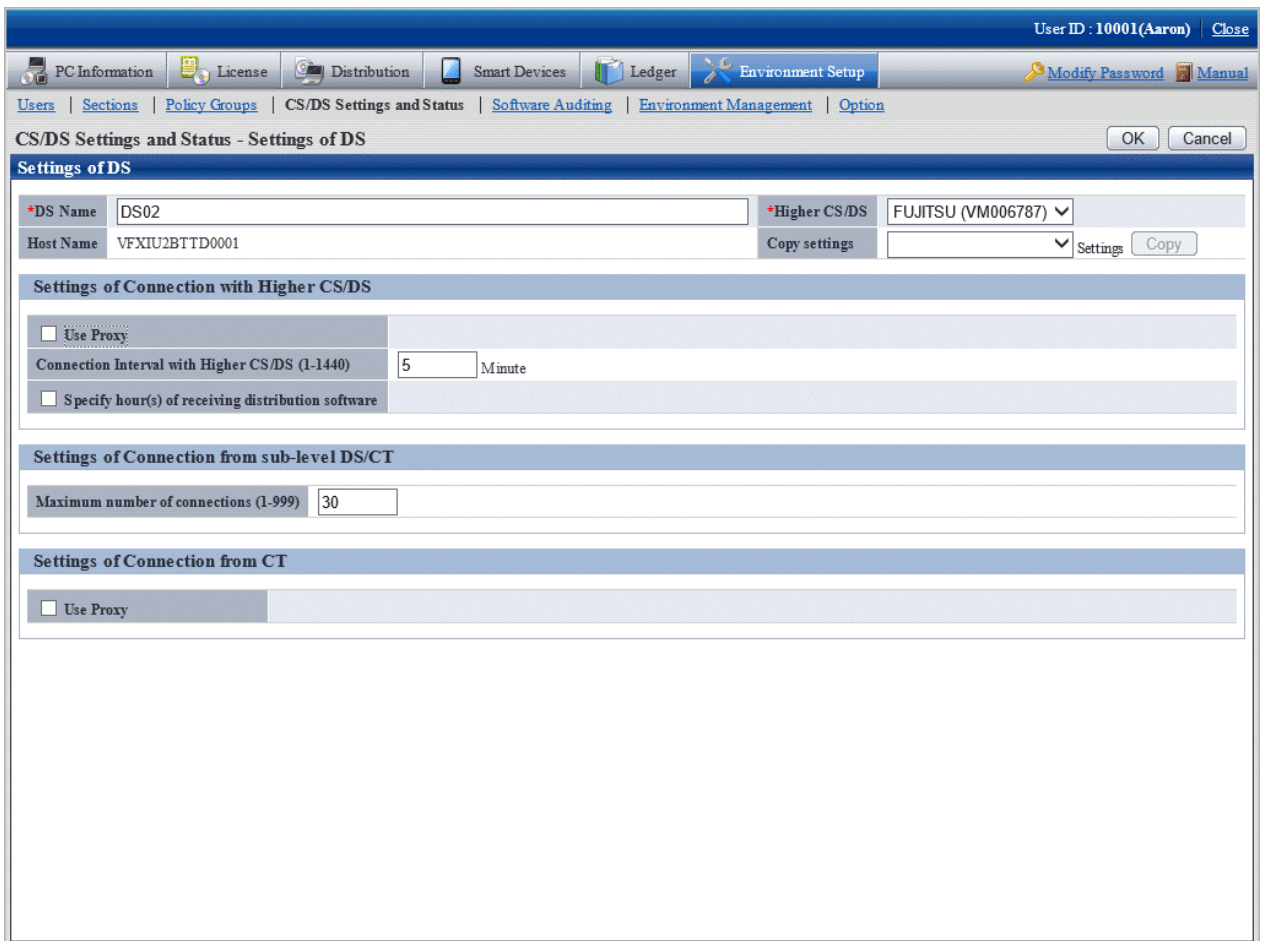 User ID : 10001(Aaron) Close
PC Information License Distribution Smart Devices Ledger Environment Setup Modify Password Manual
Users | Sections | Policy Groups | CS/DS Settings and Status | Software Auditing | Environment Management | Option
CS/DS Settings and Status - Settings of DS OK Cancel
Settings of DS
*DS Name DS02 *Higher CS/DS FUJITSU (VM006787)
Host Name VFXIU2BTTD0001 Copy settings Settings Copy
Settings of Connection with Higher CS/DS
Use Proxy
Connection Interval with Higher CS/DS (1-1440) 5 Minute
Specify hour(s) of receiving distribution software
Settings of Connection from sub-level DS/CT
Maximum number of connections (1-999) 30
Settings of Connection from CT
Use Proxy